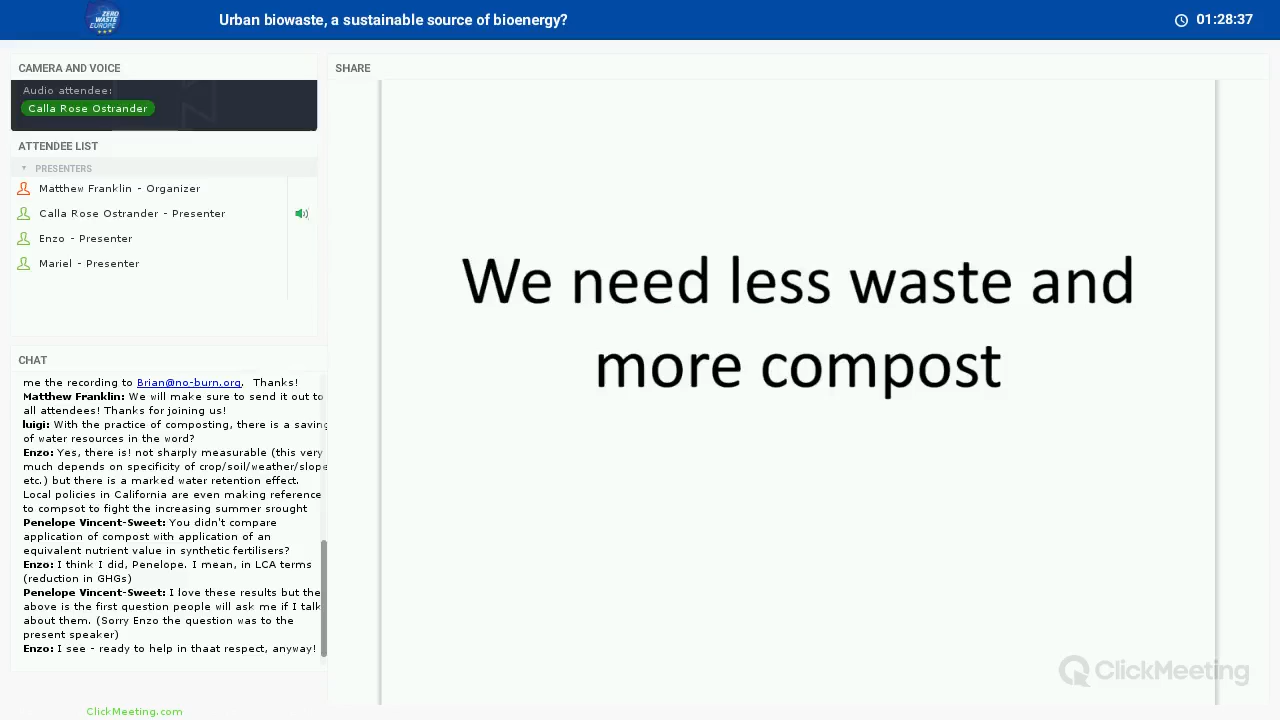 ZERO WASTE EUROPE
Urban biowaste, a sustainable source of bioenergy?
01:28:37
CAMERA AND VOICE
Audio attendee:
Calla Rose Ostrander
ATTENDEE LIST
PRESENTERS
Matthew Franklin - Organizer
Calla Rose Ostrander - Presenter
Enzo - Presenter
Mariel - Presenter
CHAT
me the recording to Brian@no-burn.org. Thanks!
Matthew Franklin: We will make sure to send it out to
all attendees! Thanks for joining us!
luigi: With the practice of composting, there is a saving
of water resources in the word?
Enzo: Yes, there is! not sharply measurable (this very
much depends on specificity of crop/soil/weather/slope
etc.) but there is a marked water retention effect.
Local policies in California are even making reference
to compsot to fight the increasing summer srought
Penelope Vincent-Sweet: You didn't compare
application of compost with application of an
equivalent nutrient value in synthetic fertilisers?
Enzo: I think I did, Penelope. I mean, in LCA terms
(reduction in GHGs)
Penelope Vincent-Sweet: I love these results but the
above is the first question people will ask me if I talk
about them. (Sorry Enzo the question was to the
present speaker)
Enzo: I see - ready to help in thaat respect, anyway!
ClickMeeting.com
SHARE
We need less waste and
more compost
ClickMeeting